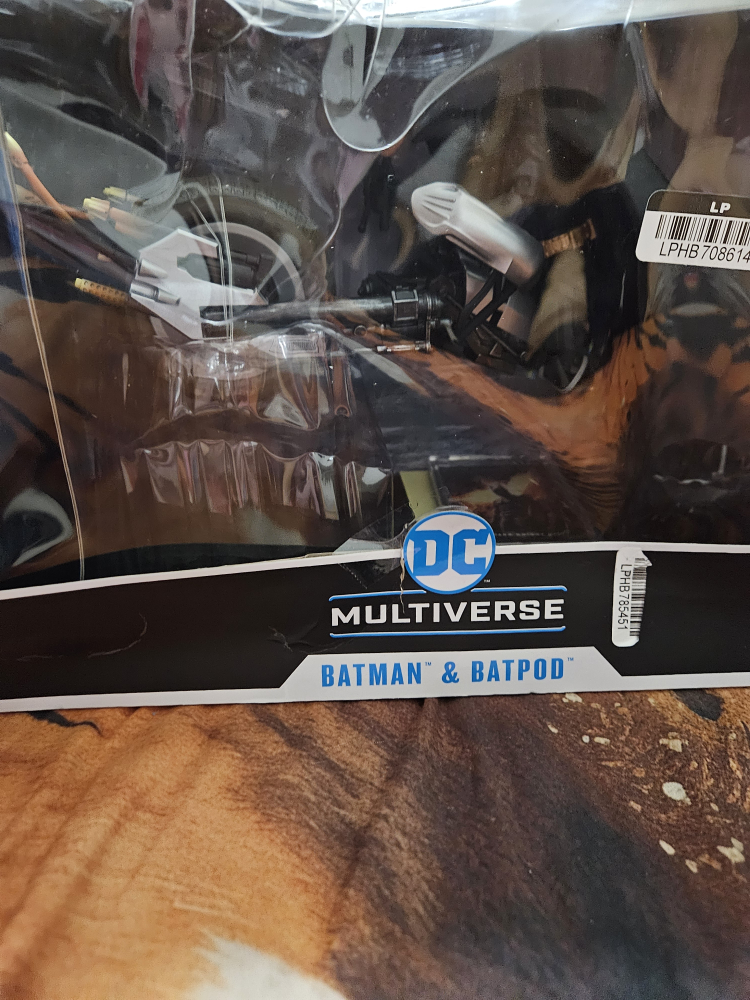 LP
LPHB708614
DC
MULTIVERSE
LPHB785451
BATMAN™ & BATPOD™